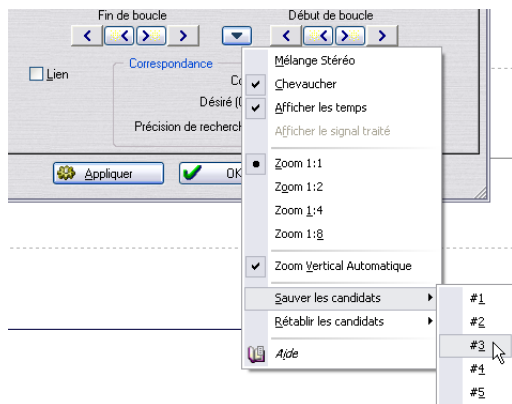 Fin de boucle
Début de boucle
Lien
Correspondance
Mélange Stéréo
Chevaucher
Désiré (
Afficher les temps
Précision de recherch
Afficher le signal traité
Appliquer
OK
Zoom 1:1
Zoom 1:2
Zoom 1:4
Zoom 1:8
Zoom Vertical Automatique
Sauver les candidats
#1
Rétablir les candidats
#2
Aide
#3
#4
#5